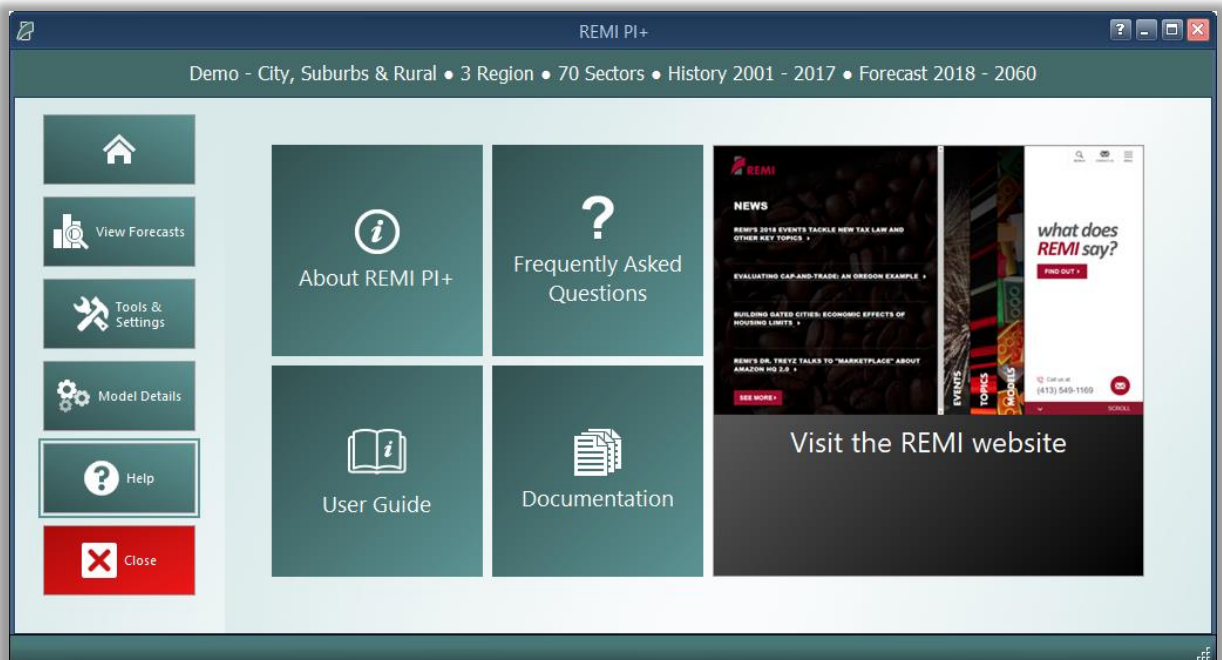 REMI PI+
Demo - City, Suburbs & Rural ● 3 Region ● 70 Sectors ● History 2001 - 2017 ● Forecast 2018 - 2060
View Forecasts
Tools &
Settings
Model Details
Help
Close
About REMI PI+
Frequently Asked
Questions
User Guide
Documentation
REMI
NEWS
REMI'S 2018 EVENTS TACKLE NEW TAX LAW AND
OTHER KEY TOPICS
EVALUATING CAP-AND-TRADE: AN OREGON EXAMPLE
BUILDING GATED CITIES: ECONOMIC EFFECTS OF
HOUSING LIMITS
REMI'S DR. TREYZ TALKS TO "MARKETPLACE" ABOUT
AMAZON HQ 2.0
SEE MORE
EVENTS
TOPICS
MODELS
what does
REMI say?
FIND OUT
Call us at
(413) 549-1169
SCROLL
Visit the REMI website